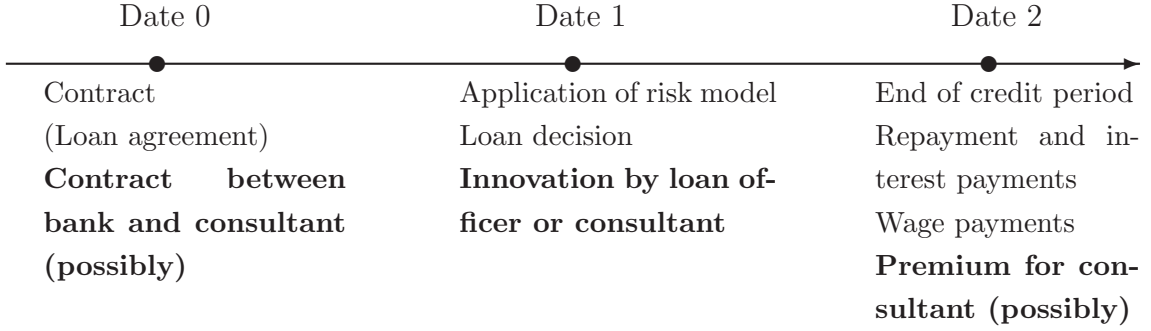 Date 0
Date 1
Date 2
Contract
(Loan agreement)
Contract between
bank and consultant
(possibly)
Application of risk model
Loan decision
Innovation by loan of-
ficer or consultant
End of credit period
Repayment and in-
terest payments
Wage payments
Premium for con-
sultant (possibly)